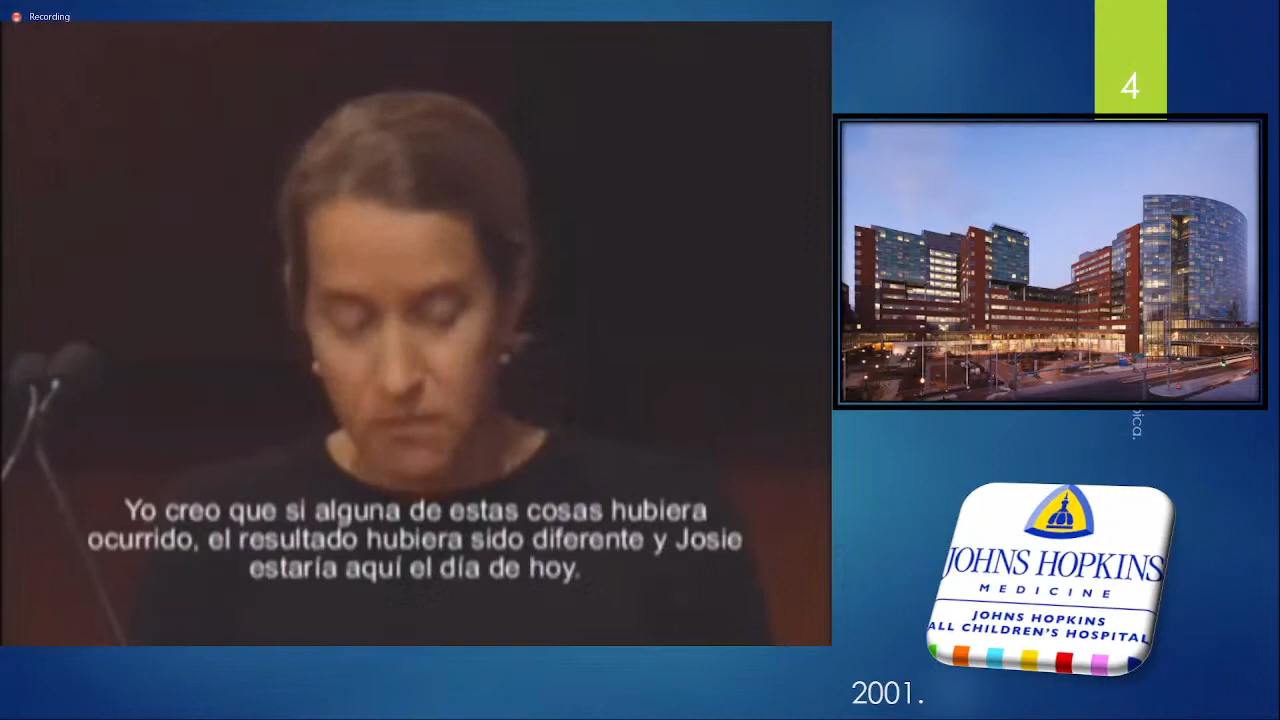 Recording
4
Yo creo que si alguna de estas cosas hubiera
ocurrido, el resultado hubiera sido diferente y Josie
estaría aquí el día de hoy.
JOHNS HOPKINS
MEDICINE
JOHNS HOPKINS
ALL CHILDREN'S HOSPITAL
2001.